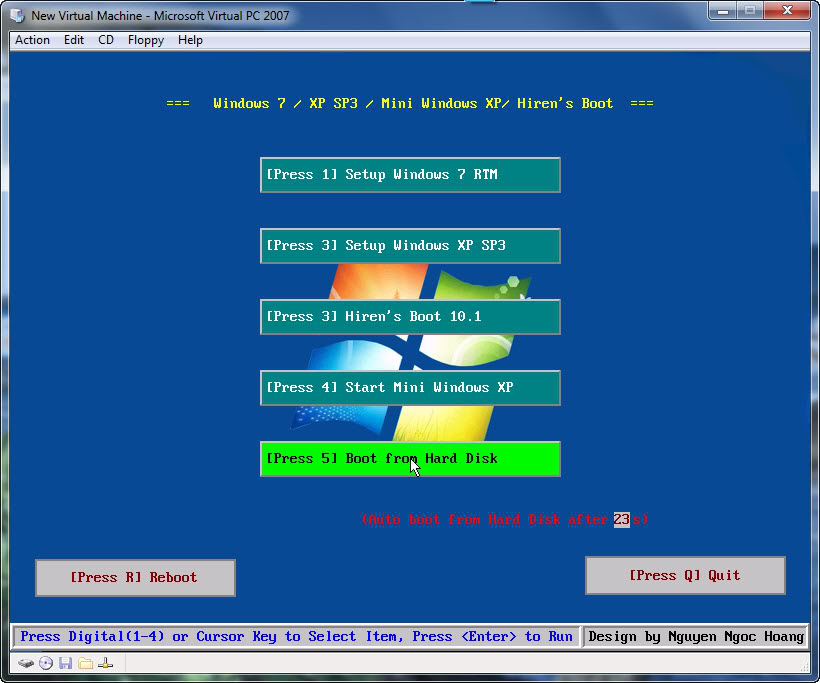 New Virtual Machine - Microsoft Virtual PC 2007
Action Edit CD Floppy Help
=== Windows 7 / XP SP3 / Mini Windows XP/ Hiren's Boot ===
[Press 1] Setup Windows 7 RTM
[Press 3] Setup Windows XP SP3
[Press 3] Hiren's Boot 10.1
[Press 4] Start Mini Windows XP
[Press 5] Boot from Hard Disk
(Auto boot from Hard Disk after 23 s)
[Press R] Reboot
[Press Q] Quit
Press Digital(1-4) or Cursor Key to Select Item, Press <Enter> to Run
Design by Nguyen Ngoc Hoang